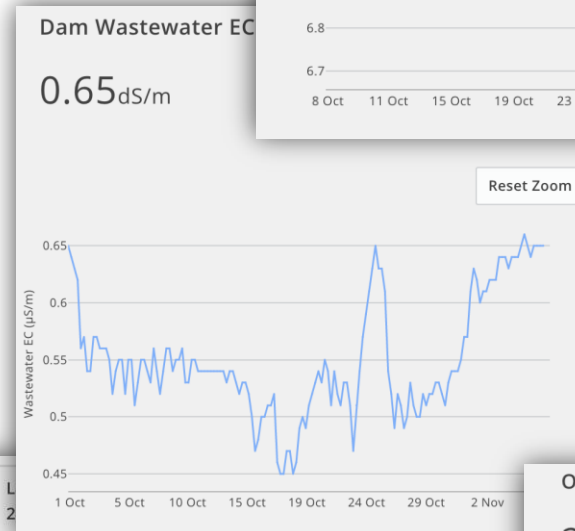 Dam Wastewater EC
0.65dS/m
6.8
6.7
8 Oct 11 Oct 15 Oct 19 Oct 23
Reset Zoom
Wastewater EC (µS/m)
0.65
0.6
0.55
0.5
0.45
1 Oct 5 Oct 10 Oct 15 Oct 19 Oct 24 Oct 29 Oct 2 Nov
L
2
O